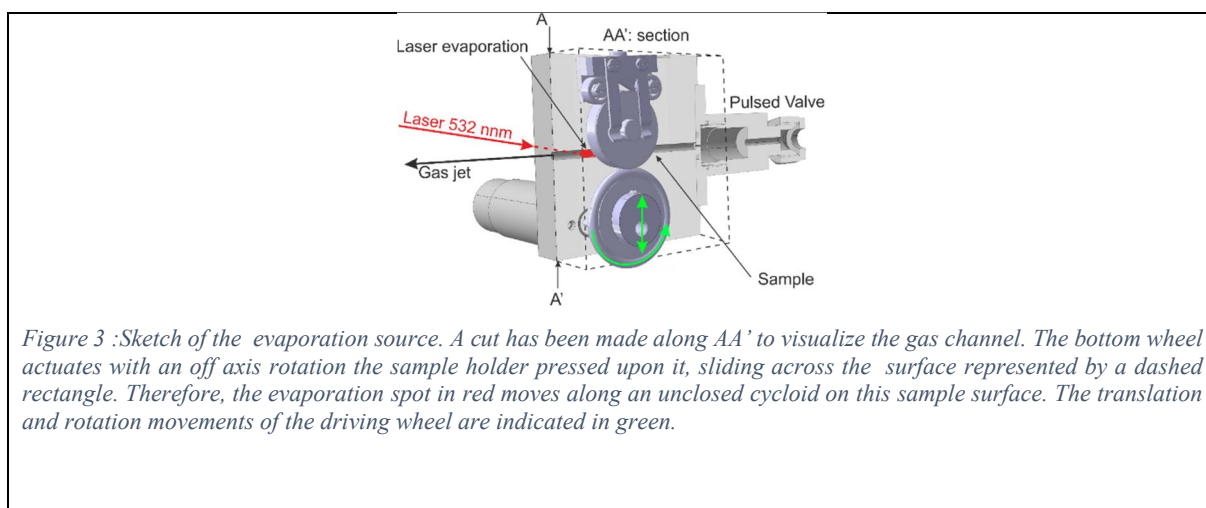 A
AA': section
Laser evaporation
Pulsed Valve
Laser 532 nnm
Gas jet
Sample
A'
Figure 3 :Sketch of the evaporation source. A cut has been made along AA’ to visualize the gas channel. The bottom wheel
actuates with an off axis rotation the sample holder pressed upon it, sliding across the surface represented by a dashed
rectangle. Therefore, the evaporation spot in red moves along an unclosed cycloid on this sample surface. The translation
and rotation movements of the driving wheel are indicated in green.